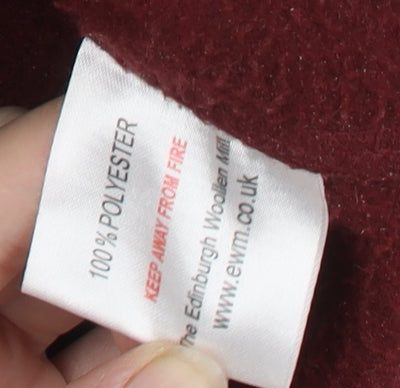 100% POLYESTER
KEEP AWAY FROM FIRE
The Edinburgh Woollen Mill
www.ewm.co.uk